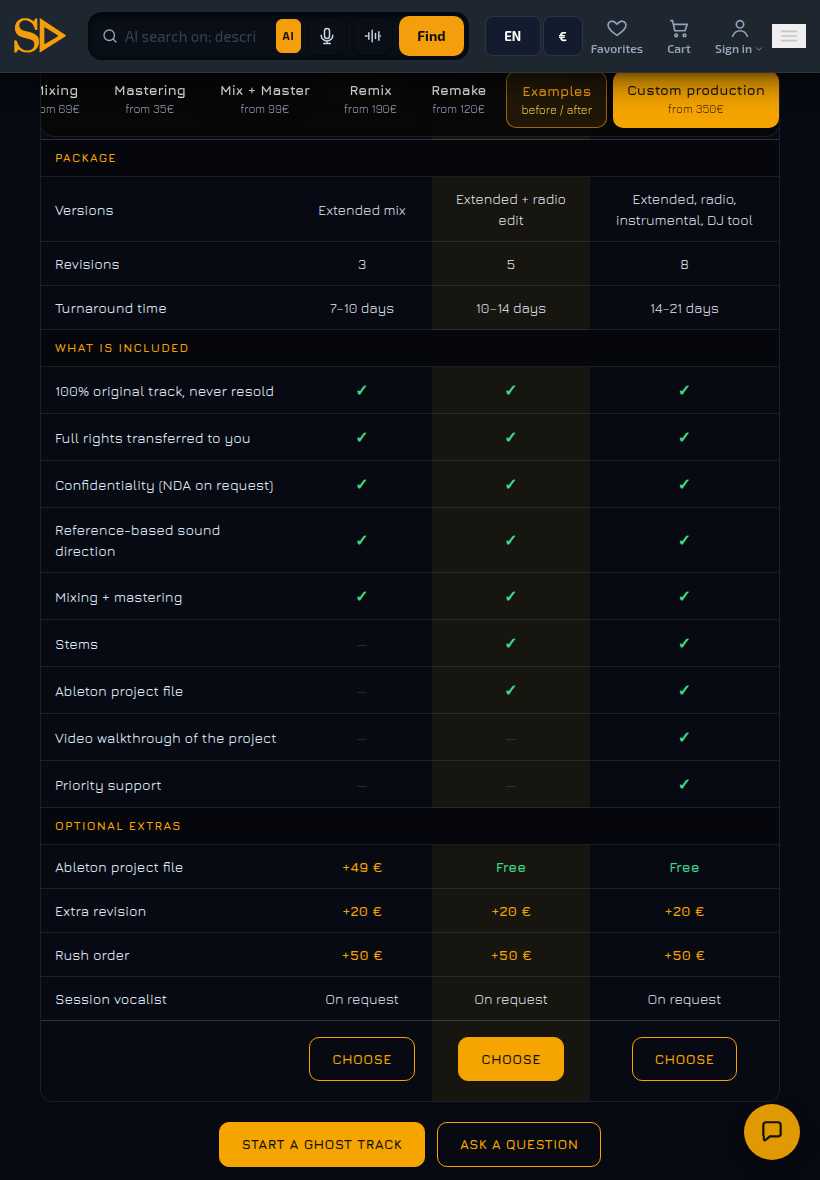 S
AI search on: descri
AI
Find
EN
€
Favorites
Cart
Sign in
Mixing
om 69€
Mastering
from 35€
Mix + Master
from 99€
Remix
from 190€
Remake
from 120€
Examples
before / after
Custom production
from 350€
PACKAGE
Versions
Extended mix
Extended + radio
edit
Extended, radio,
instrumental, DJ tool
Revisions
3
5
8
Turnaround time
7–10 days
10–14 days
14–21 days
WHAT IS INCLUDED
100% original track, never resold
✓
✓
✓
Full rights transferred to you
✓
✓
✓
Confidentiality (NDA on request)
✓
✓
✓
Reference-based sound
direction
✓
✓
✓
Mixing + mastering
✓
✓
✓
Stems
—
✓
✓
Ableton project file
—
✓
✓
Video walkthrough of the project
—
—
✓
Priority support
—
—
✓
OPTIONAL EXTRAS
Ableton project file
+49 €
Free
Free
Extra revision
+20 €
+20 €
+20 €
Rush order
+50 €
+50 €
+50 €
Session vocalist
On request
On request
On request
CHOOSE
CHOOSE
CHOOSE
START A GHOST TRACK
ASK A QUESTION